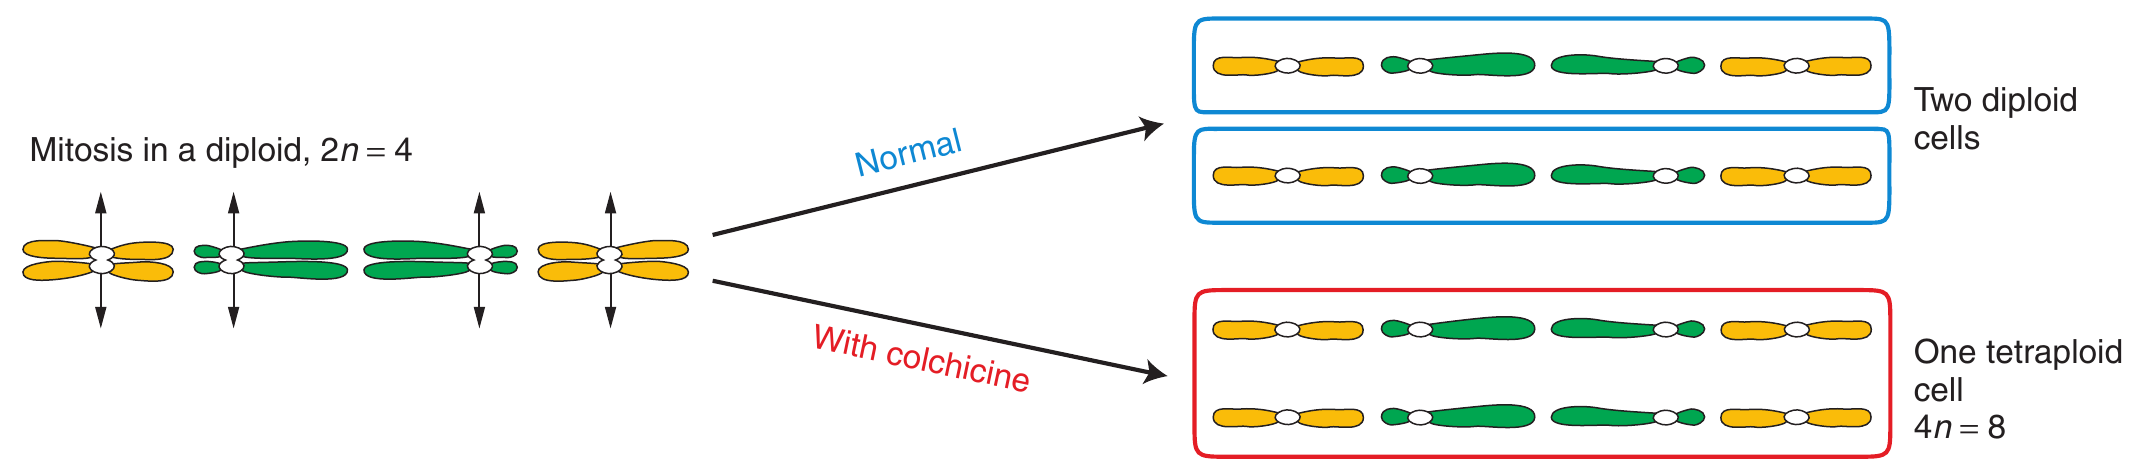 Mitosis in a diploid, 2n = 4
Normal
With colchicine
Two diploid
cells
One tetraploid
cell
4n = 8